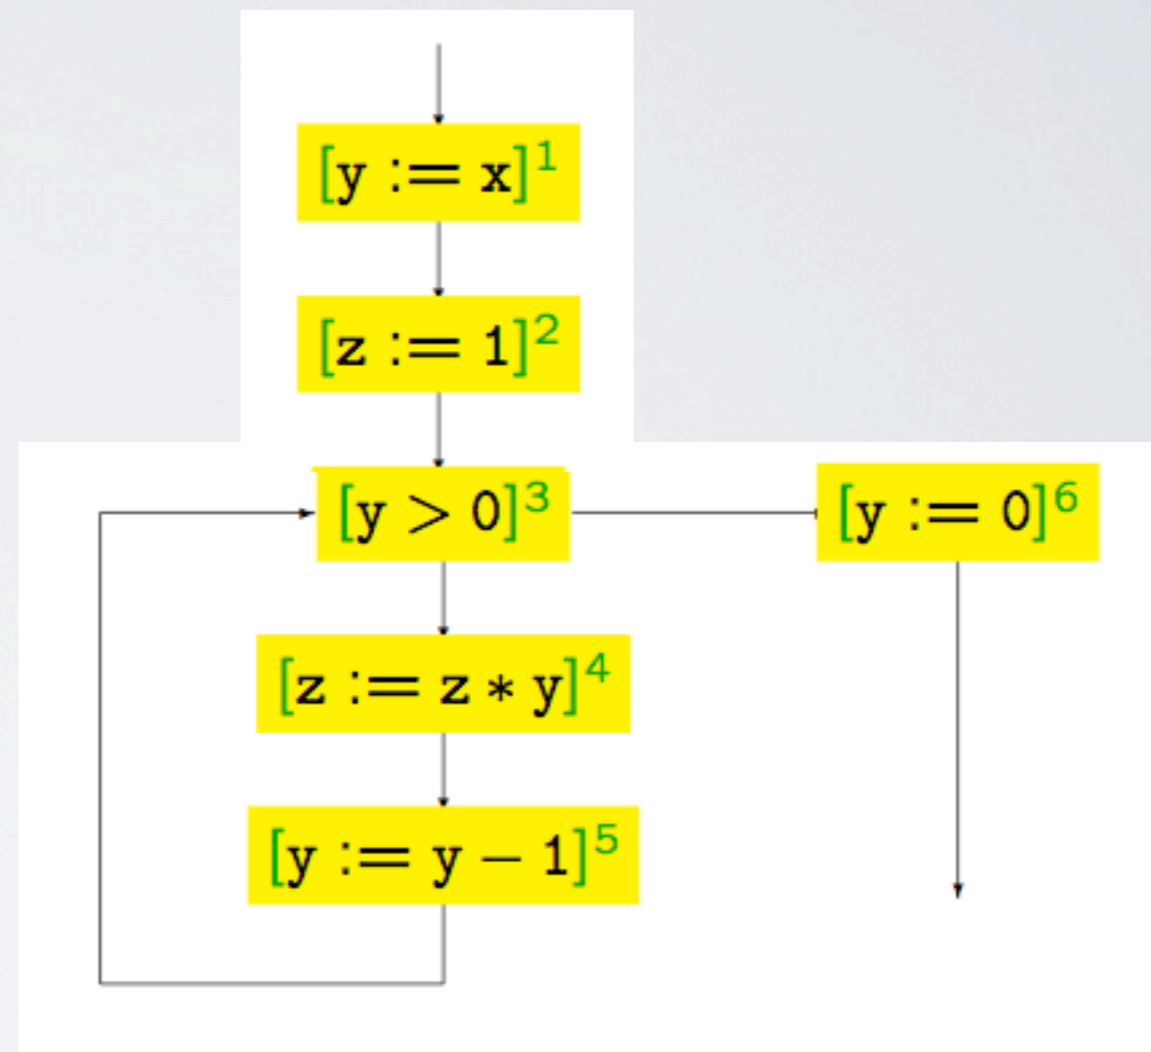 [y := x]¹
[z := 1]²
[y > 0]³
[y := 0]⁶
[z := z * y]⁴
[y := y − 1]⁵